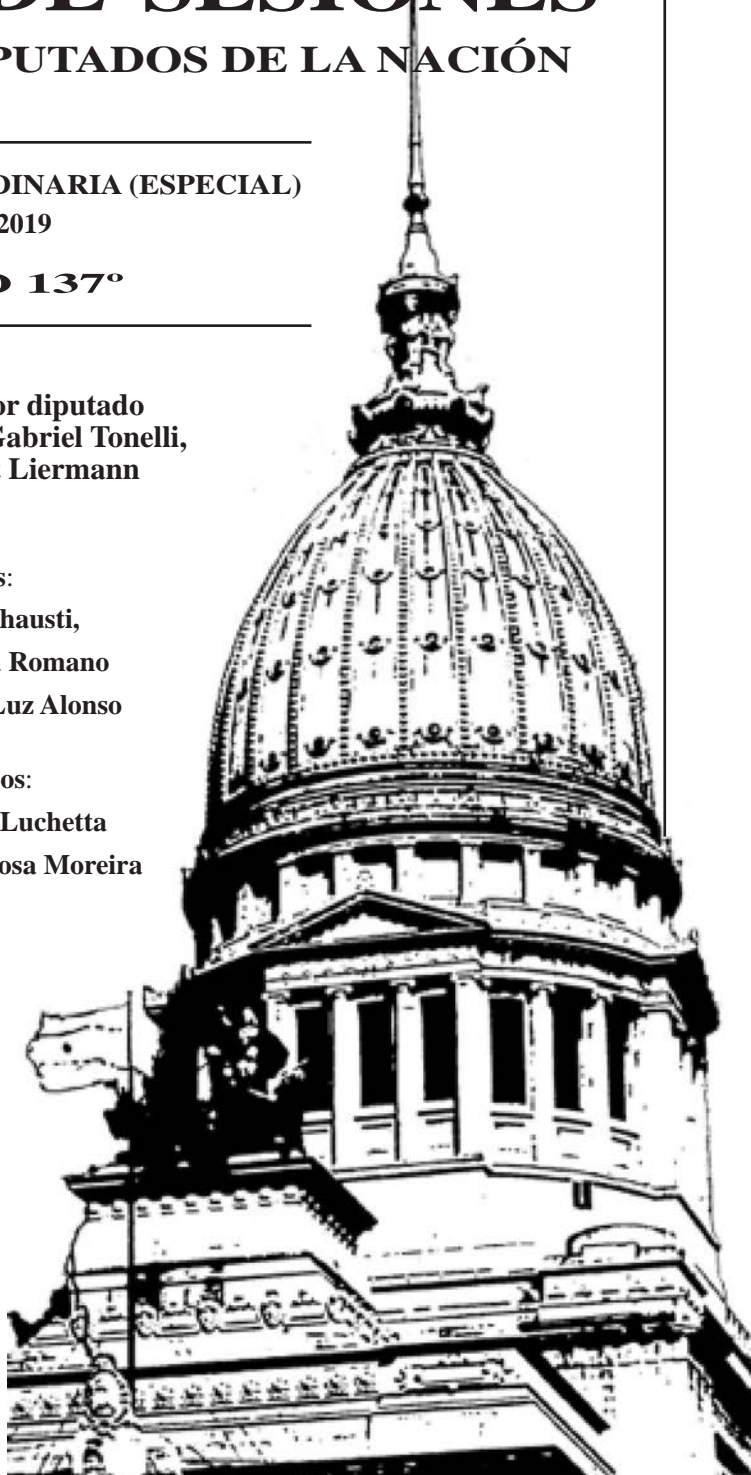 DE SESIONES
PUTADOS DE LA NACIÓN
DINARIA (ESPECIAL)
2019
O 137º
or diputado
Gabriel Tonelli,
Liermann
s:
hausti,
Romano
Luz Alonso
os:
Luchetta
osa Moreira